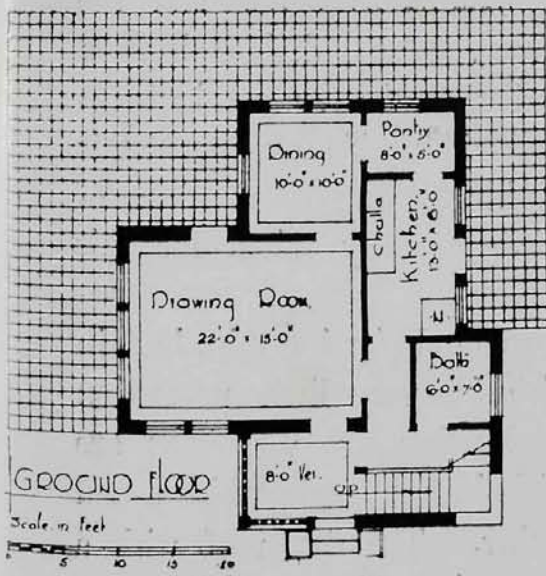 Pantry
8'-0" x 5'-0"
Dining
10'-0" x 10'-0"
Chulla
Kitchen.
13'-0" x 8'-0"
Drawing Room.
22'-0" x 15'-0"
W
Bath
6'-0" x 7'-0"
8'-0" Ver.
UP
GROUND FLOOR
Scale in feet
5 10 15 20